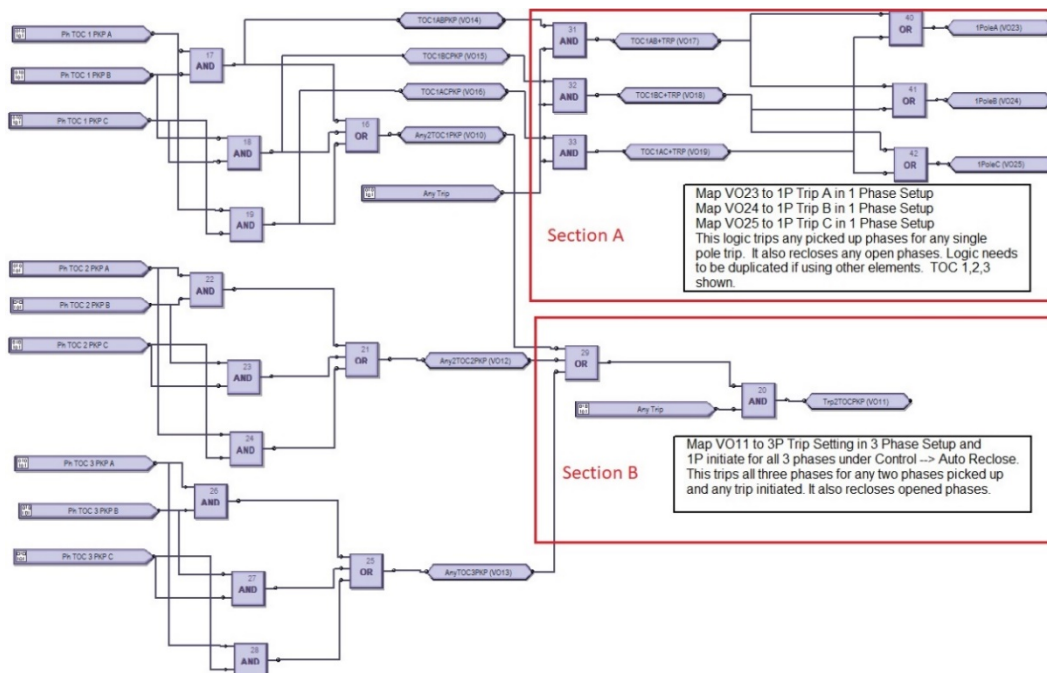 Ph TOC 1 PKP A
Ph TOC 1 PKP B
Ph TOC 1 PKP C
17
AND
18
AND
19
AND
16
OR
TOC1ABPKP (VO14)
TOC1BCPKP (VO15)
TOC1ACPKP (VO16)
Any2TOC1PKP (VO10)
Any Trip
31
AND
32
AND
33
AND
TOC1AB+TRP (VO17)
TOC1BC+TRP (VO18)
TOC1AC+TRP (VO19)
40
OR
41
OR
42
OR
1PoleA (VO23)
1PoleB (VO24)
1PoleC (VO25)
Section A
Map VO23 to 1P Trip A in 1 Phase Setup
Map VO24 to 1P Trip B in 1 Phase Setup
Map VO25 to 1P Trip C in 1 Phase Setup
This logic trips any picked up phases for any single
pole trip. It also recloses any open phases. Logic needs
to be duplicated if using other elements. TOC 1,2,3
shown.
Ph TOC 2 PKP A
Ph TOC 2 PKP B
Ph TOC 2 PKP C
22
AND
23
AND
24
AND
21
OR
Any2TOC2PKP (VO12)
29
OR
20
AND
Any Trip
Trp2TOCPKP (VO11)
Section B
Map VO11 to 3P Trip Setting in 3 Phase Setup and
1P initiate for all 3 phases under Control --> Auto Reclose.
This trips all three phases for any two phases picked up
and any trip initiated. It also recloses opened phases.
Ph TOC 3 PKP A
Ph TOC 3 PKP B
Ph TOC 3 PKP C
26
AND
27
AND
28
AND
25
OR
AnyTOC3PKP (VO13)